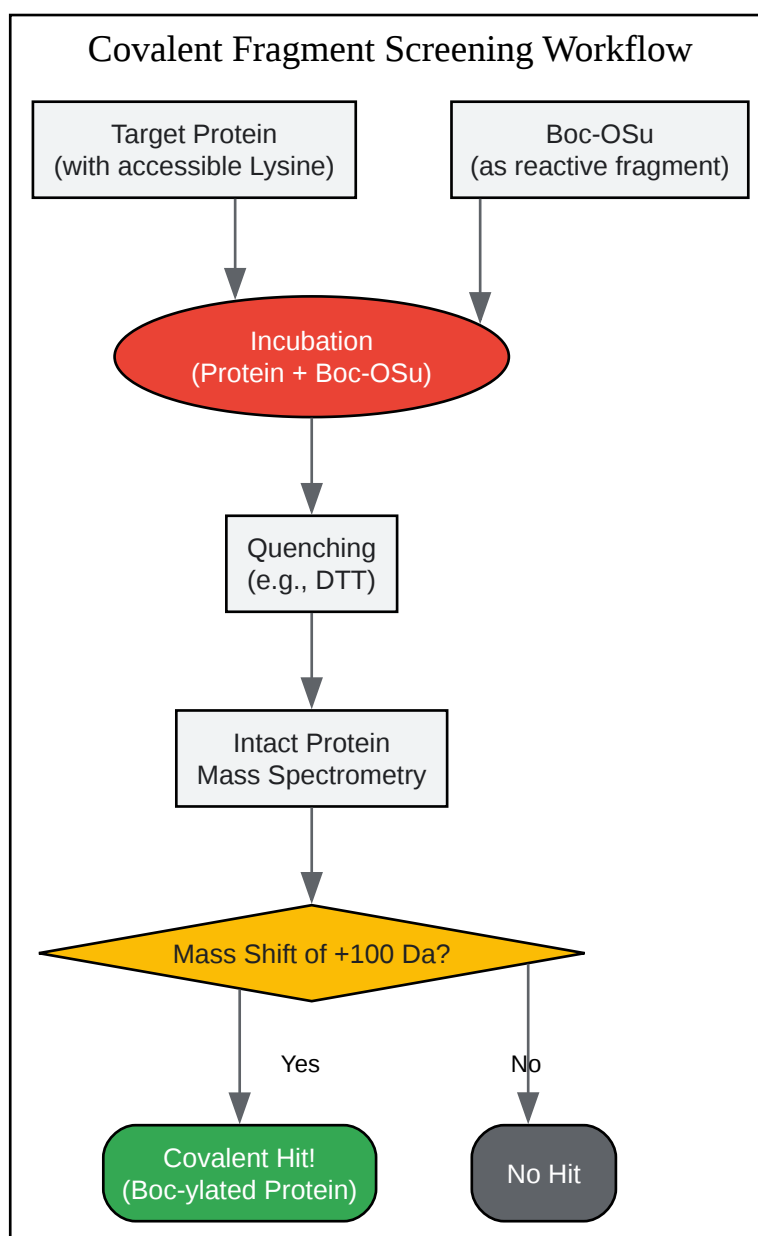 Covalent Fragment Screening Workflow
Target Protein
(with accessible Lysine)
Boc-OSu
(as reactive fragment)
Incubation
(Protein + Boc-OSu)
Quenching
(e.g., DTT)
Intact Protein
Mass Spectrometry
Mass Shift of +100 Da?
Yes
No
Covalent Hit!
(Boc-ylated Protein)
No Hit